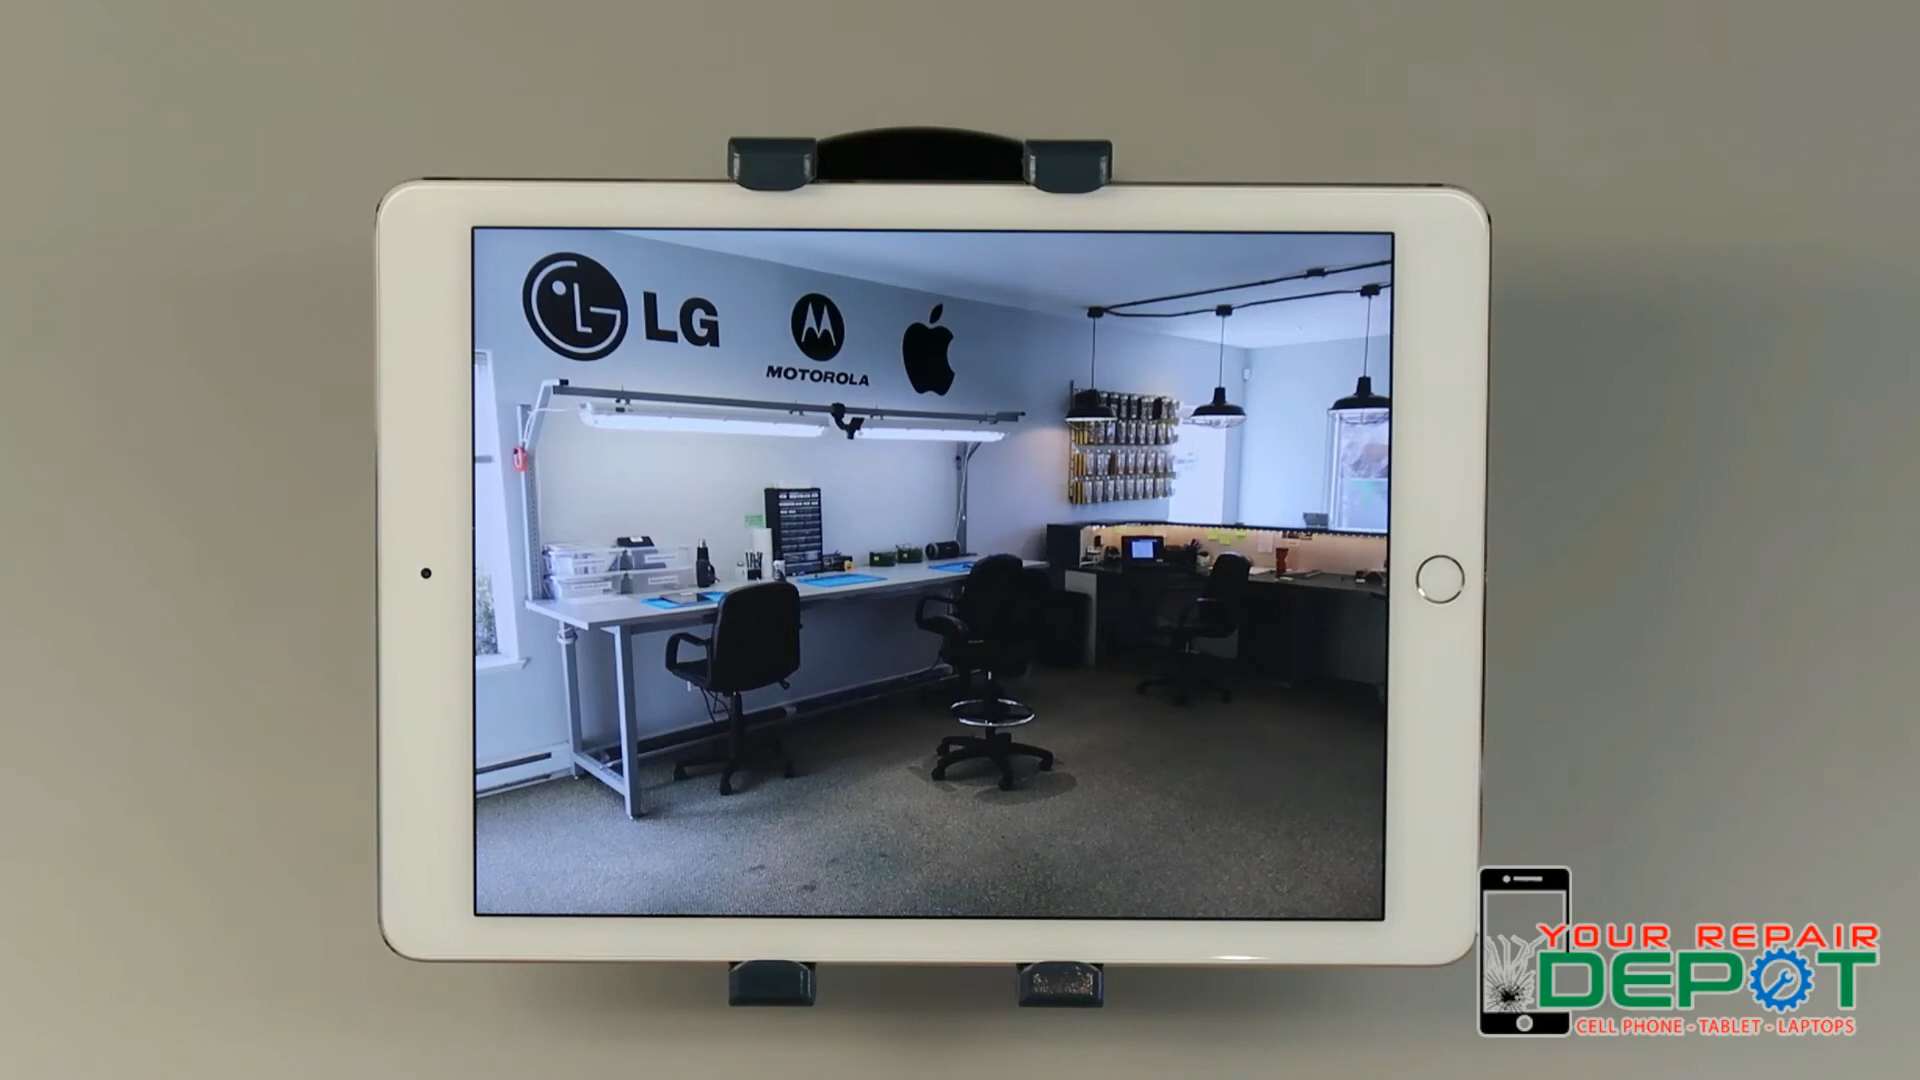 LG
MOTOROLA
YOUR REPAIR
DEPOT
CELL PHONE - TABLET - LAPTOPS